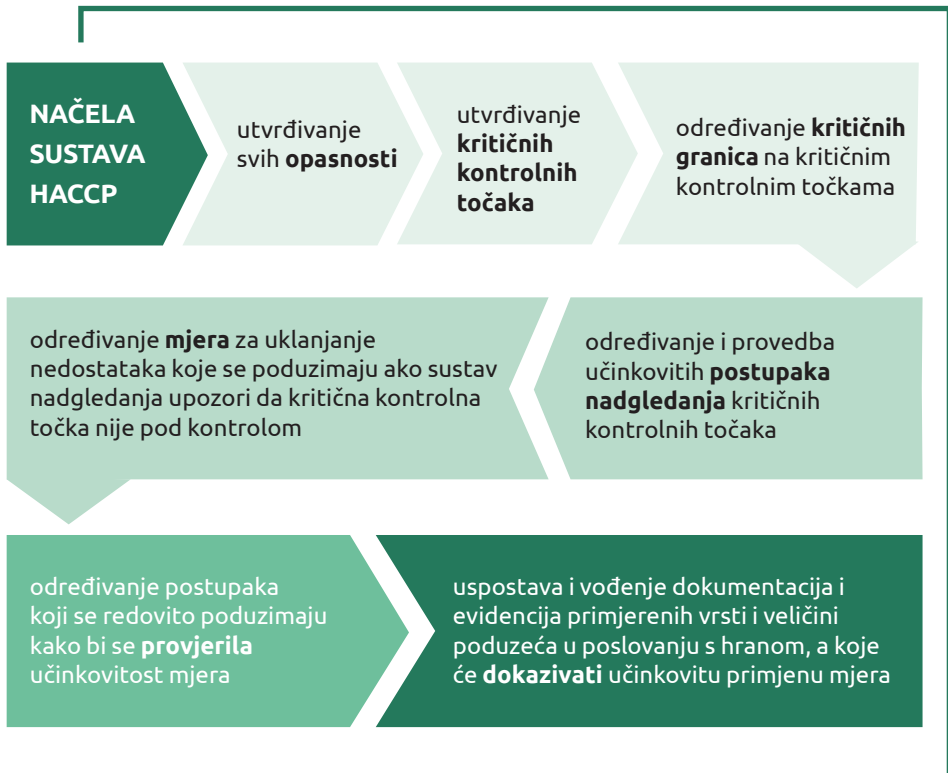 NAČELA
SUSTAVA
HACCP
utvrđivanje
svih opasnosti
utvrđivanje
kritičnih
kontrolnih
točaka
određivanje kritičnih
granica na kritičnim
kontrolnim točkama
određivanje i provedba
učinkovitih postupaka
nadgledanja kritičnih
kontrolnih točaka
određivanje mjera za uklanjanje
nedostataka koje se poduzimaju ako sustav
nadgledanja upozori da kritična kontrolna
točka nije pod kontrolom
određivanje postupaka
koji se redovito poduzimaju
kako bi se provjerila
učinkovitost mjera
uspostava i vođenje dokumentacija i
evidencija primjerenih vrsti i veličini
poduzeća u poslovanju s hranom, a koje
će dokazivati učinkovitu primjenu mjera